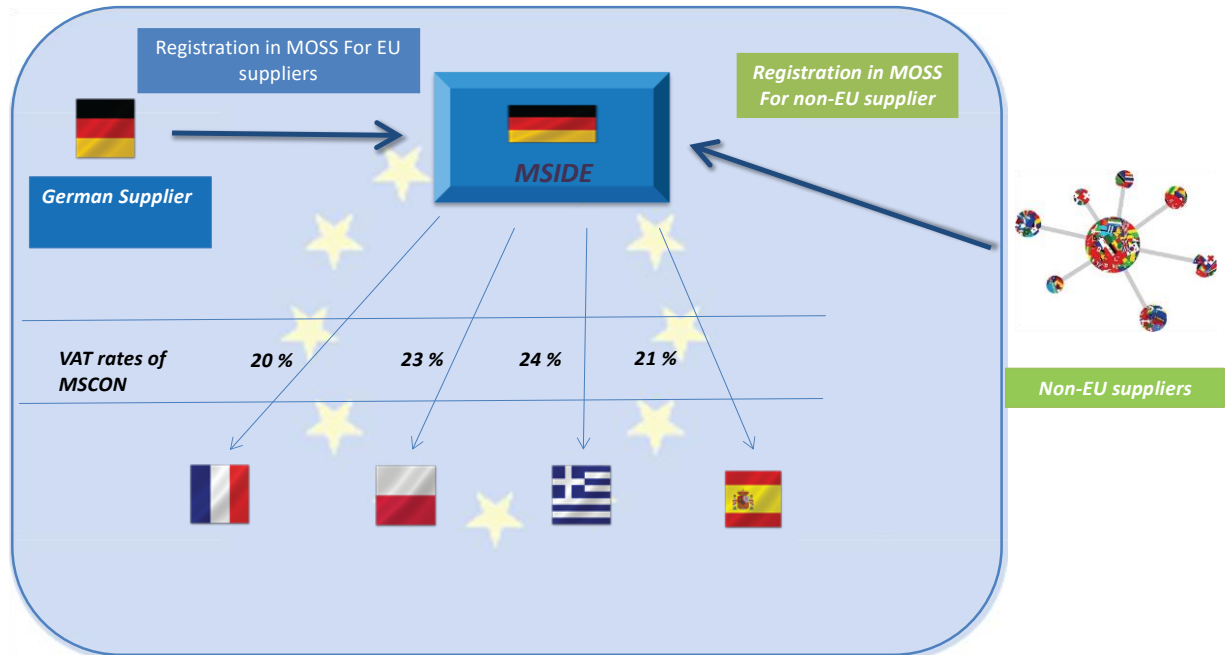 Registration in MOSS For EU
suppliers
Registration in MOSS
For non-EU supplier
MSIDE
German Supplier
VAT rates of
MSCON
20 %
23 %
24 %
21 %
Non-EU suppliers